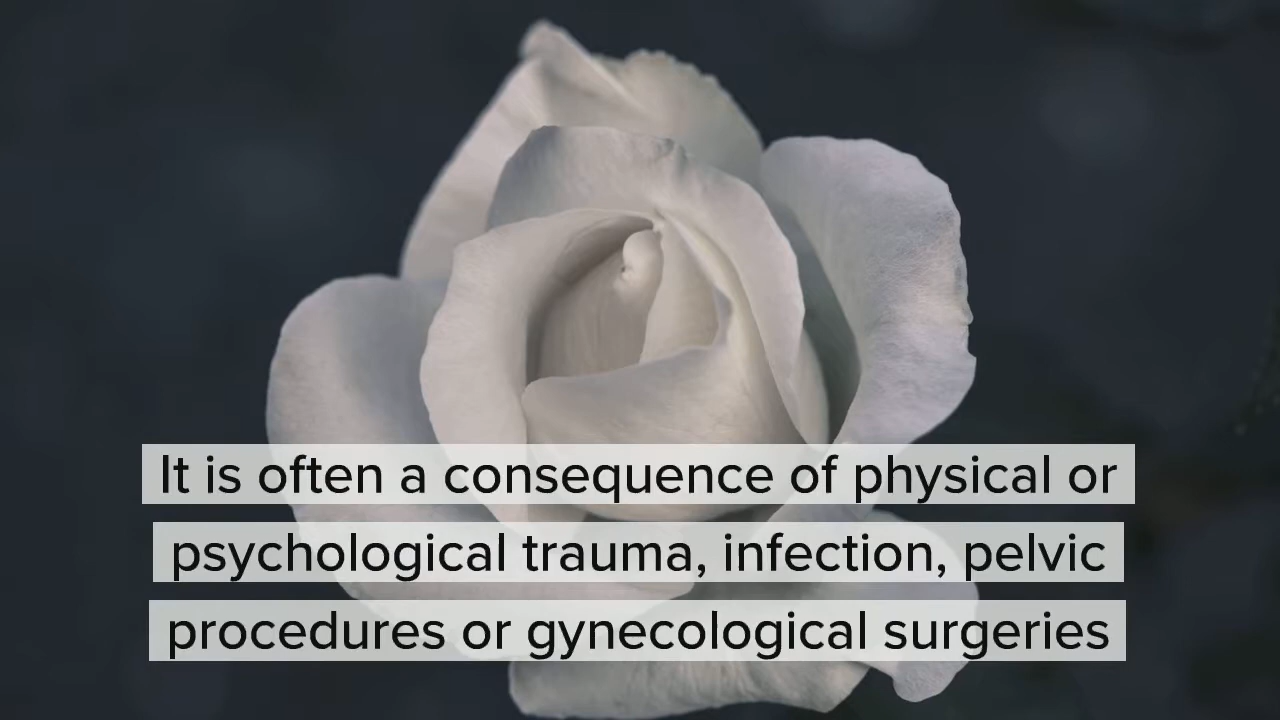 It is often a consequence of physical or
psychological trauma, infection, pelvic
procedures or gynecological surgeries